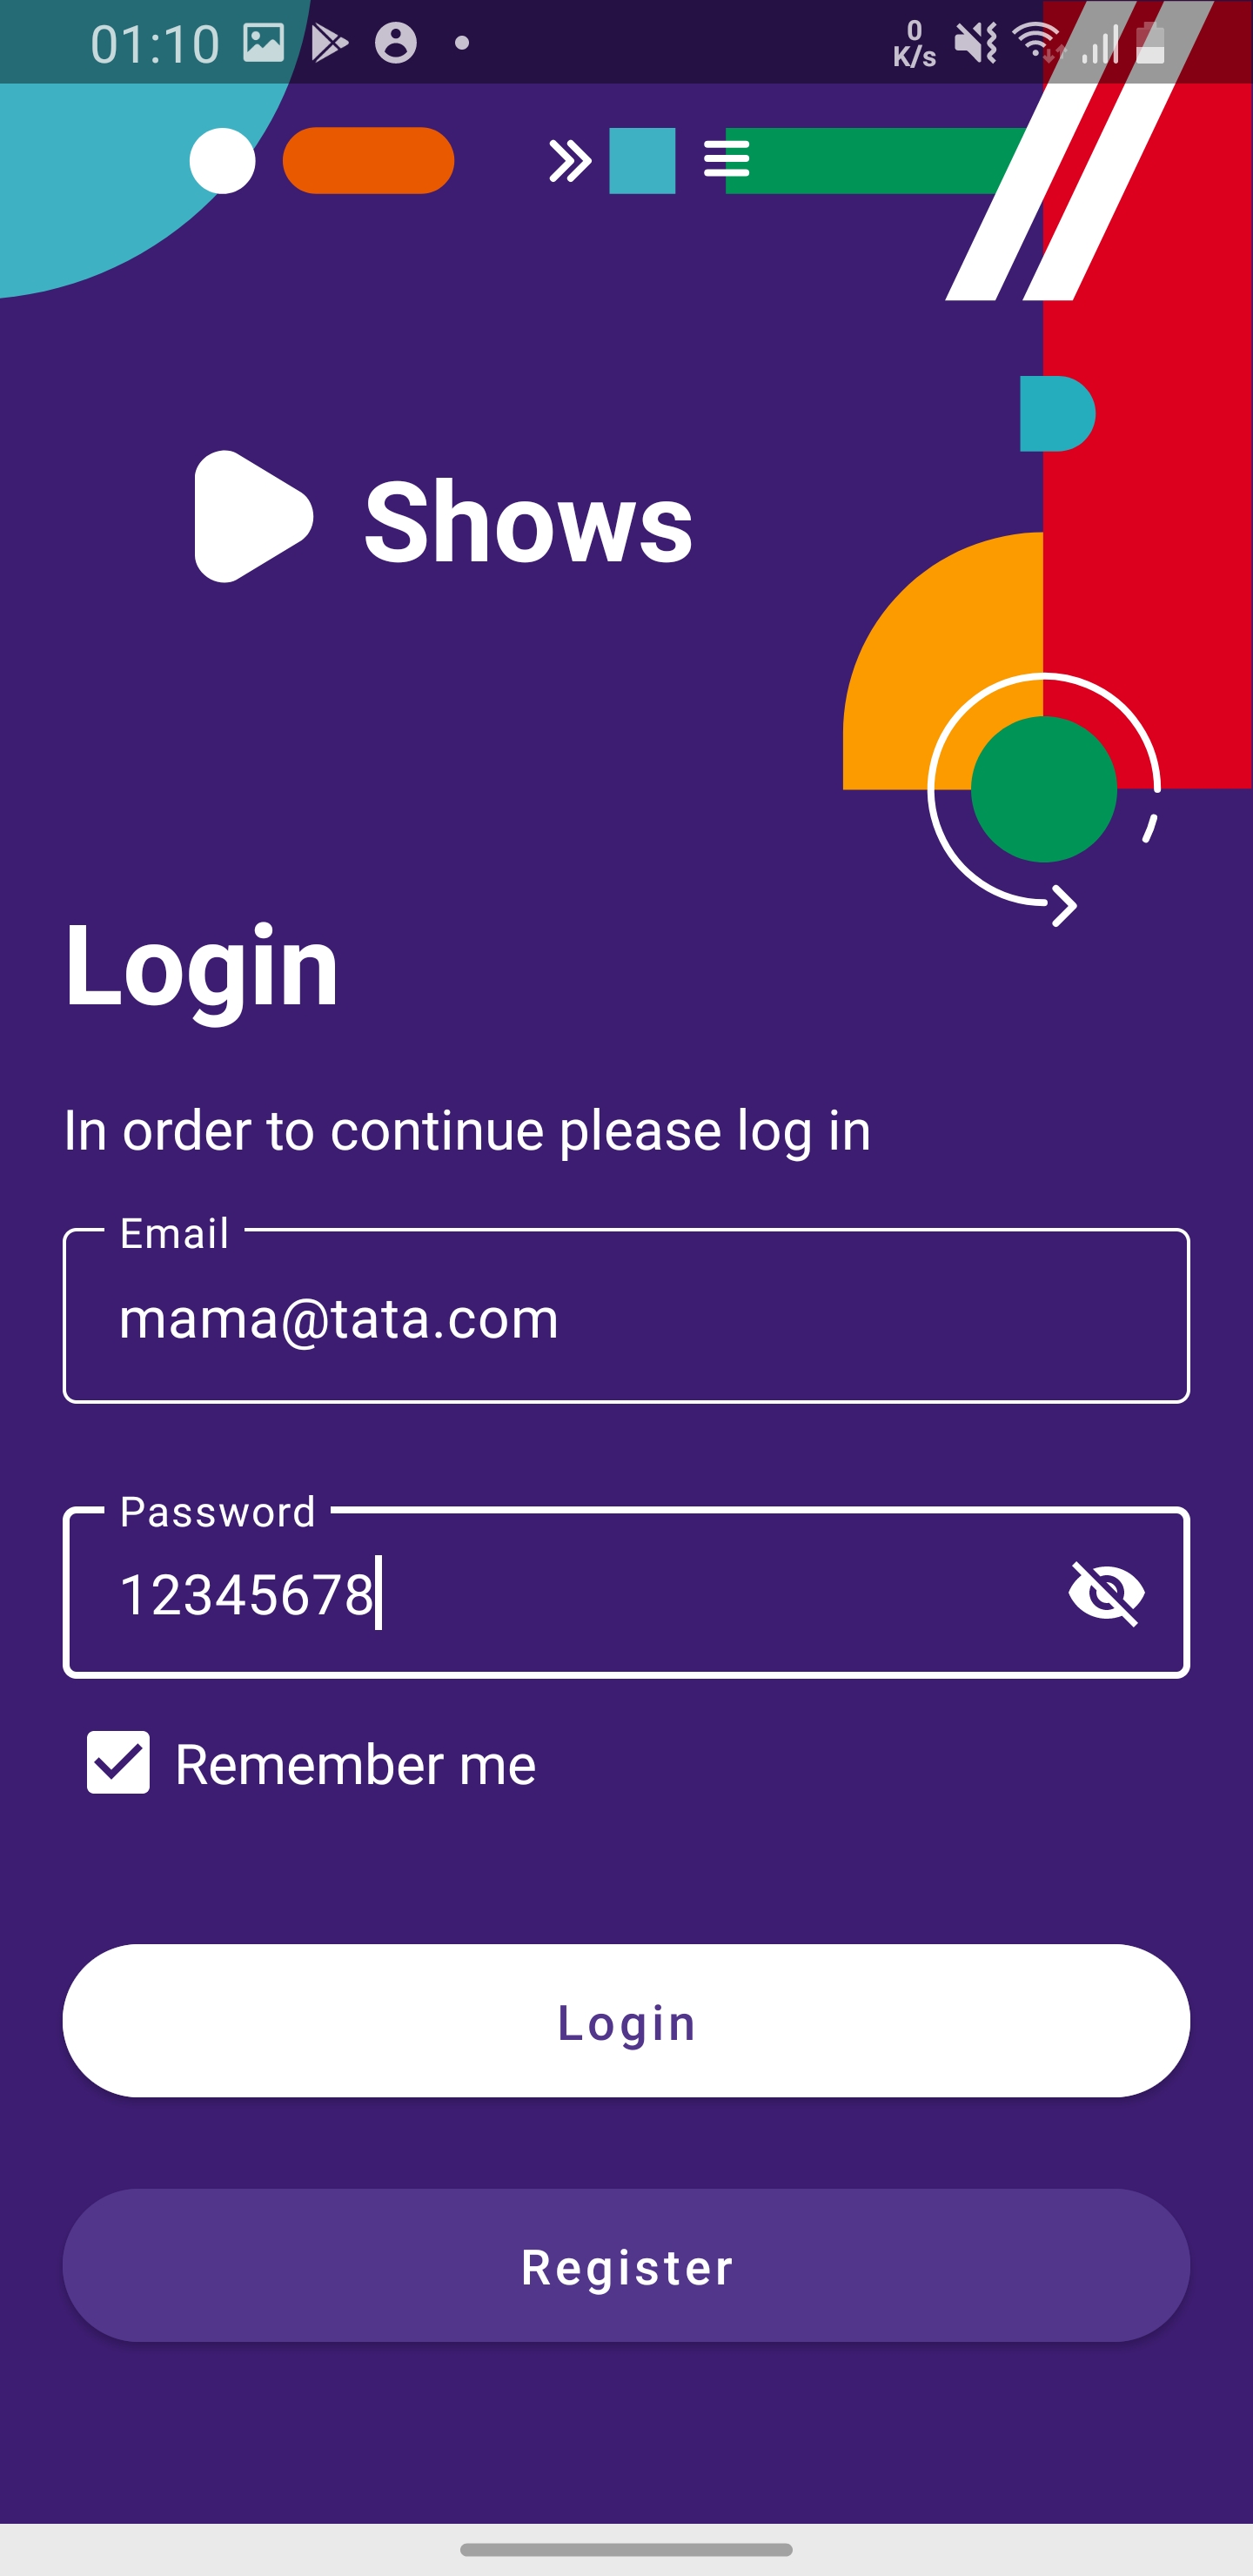 01:10
0
K/s
Shows
Login
In order to continue please log in
Email
mama@tata.com
Password
12345678
Remember me
Login
Register